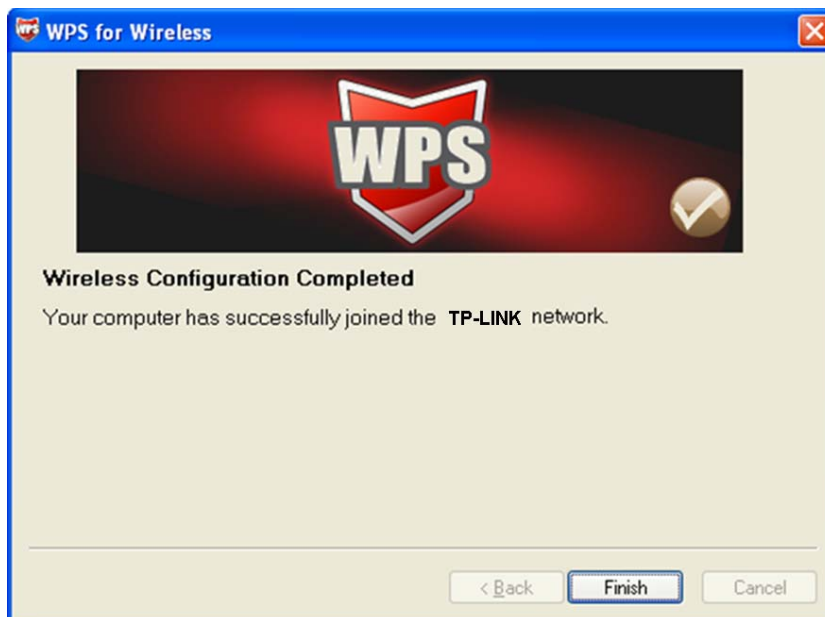 WPS for Wireless
WPS
Wireless Configuration Completed
Your computer has successfully joined the TP-LINK network.
< Back Finish Cancel